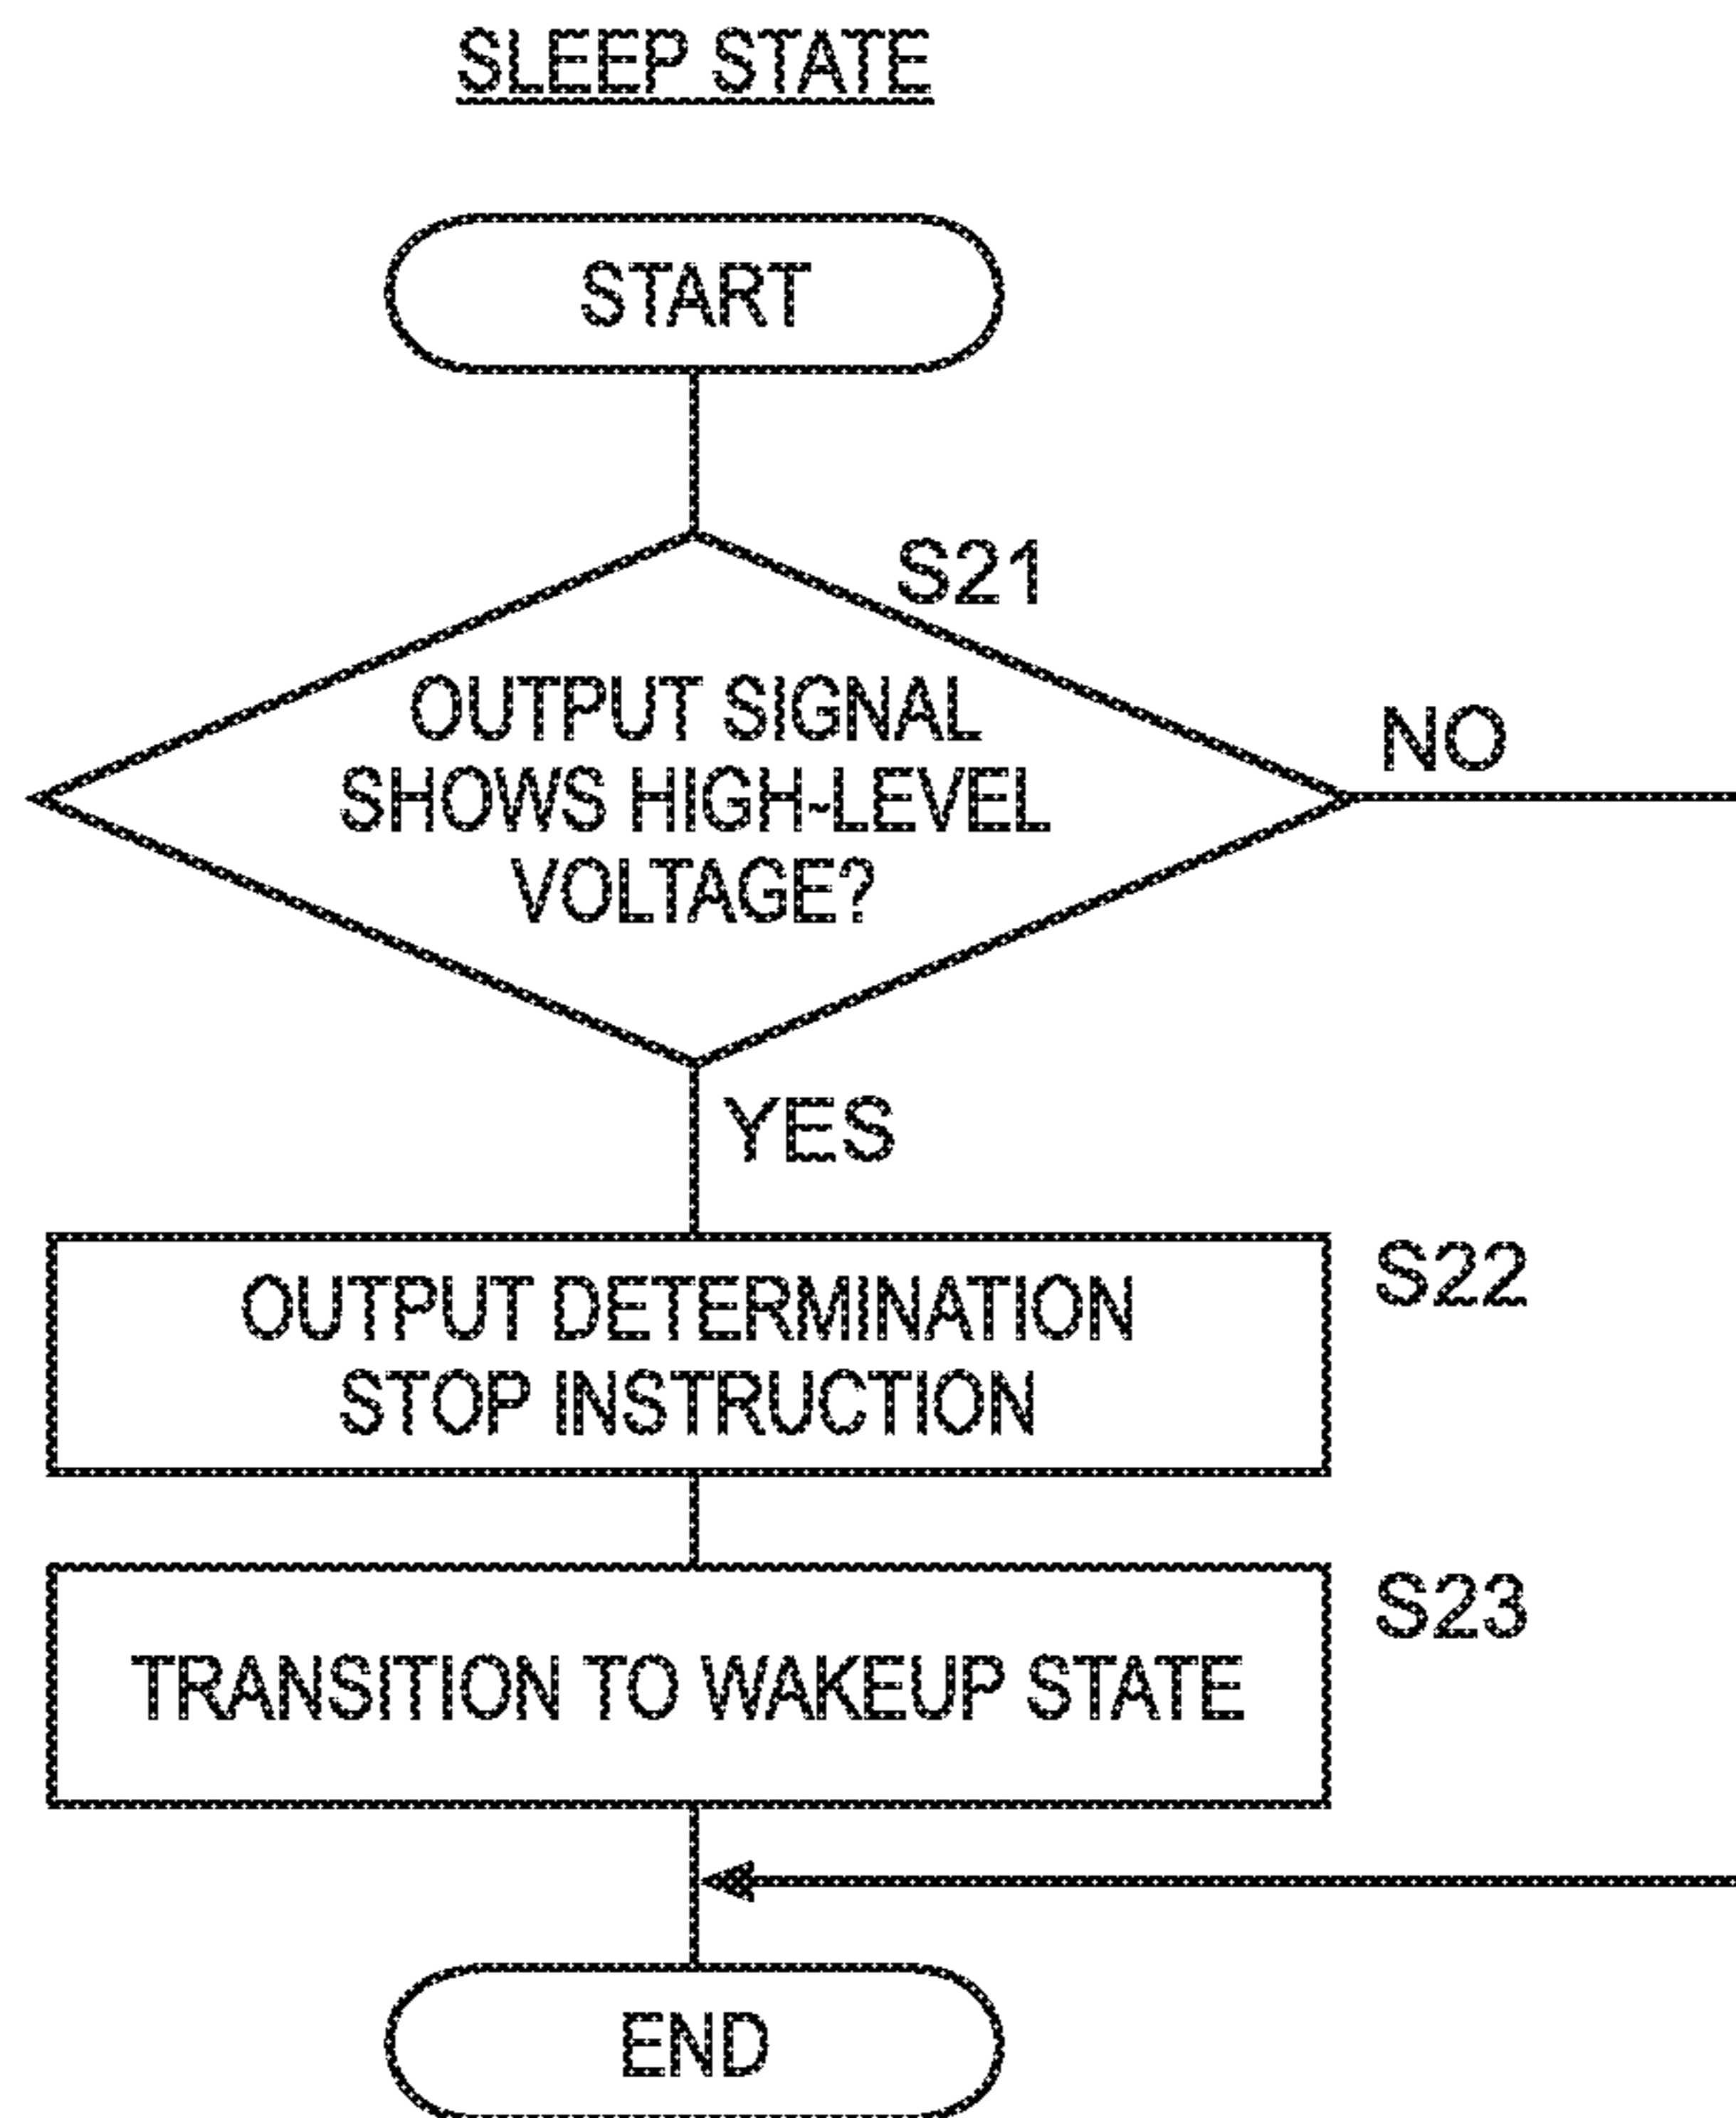 SLEEP STATE
START
S21
OUTPUT SIGNAL
SHOWS HIGH-LEVEL
VOLTAGE?
NO
YES
S22
OUTPUT DETERMINATION
STOP INSTRUCTION
S23
TRANSITION TO WAKEUP STATE
END